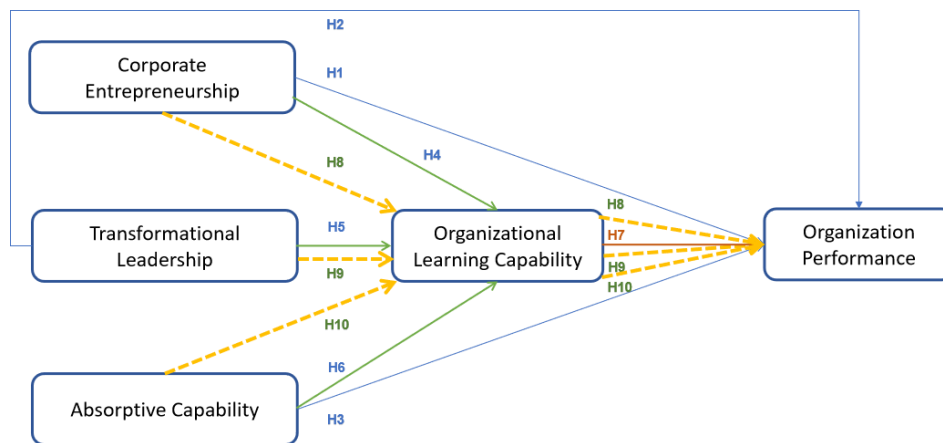 H2
Corporate
Entrepreneurship
H1
H4
H8
Transformational
Leadership
H5
H9
Organizational
Learning Capability
H8
H7
H9
H10
Organization
Performance
H10
H6
Absorptive Capability
H3